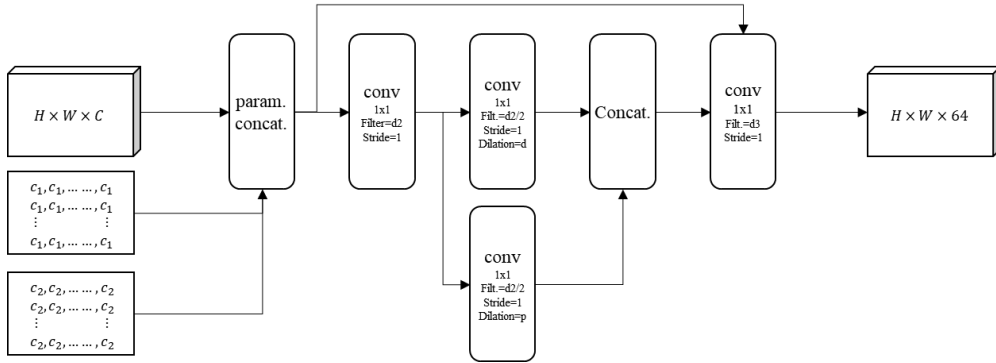 H × W × C
c₁, c₁, … … , c₁
c₁, c₁, … … , c₁
⋮ ⋮
c₁, c₁, … … , c₁
c₂, c₂, … … , c₂
c₂, c₂, … … , c₂
⋮ ⋮
c₂, c₂, … … , c₂
param.
concat.
conv
1x1
Filter=d2
Stride=1
conv
1x1
Filt.=d2/2
Stride=1
Dilation=d
conv
1x1
Filt.=d2/2
Stride=1
Dilation=p
Concat.
conv
1x1
Filt.=d3
Stride=1
H × W × 64